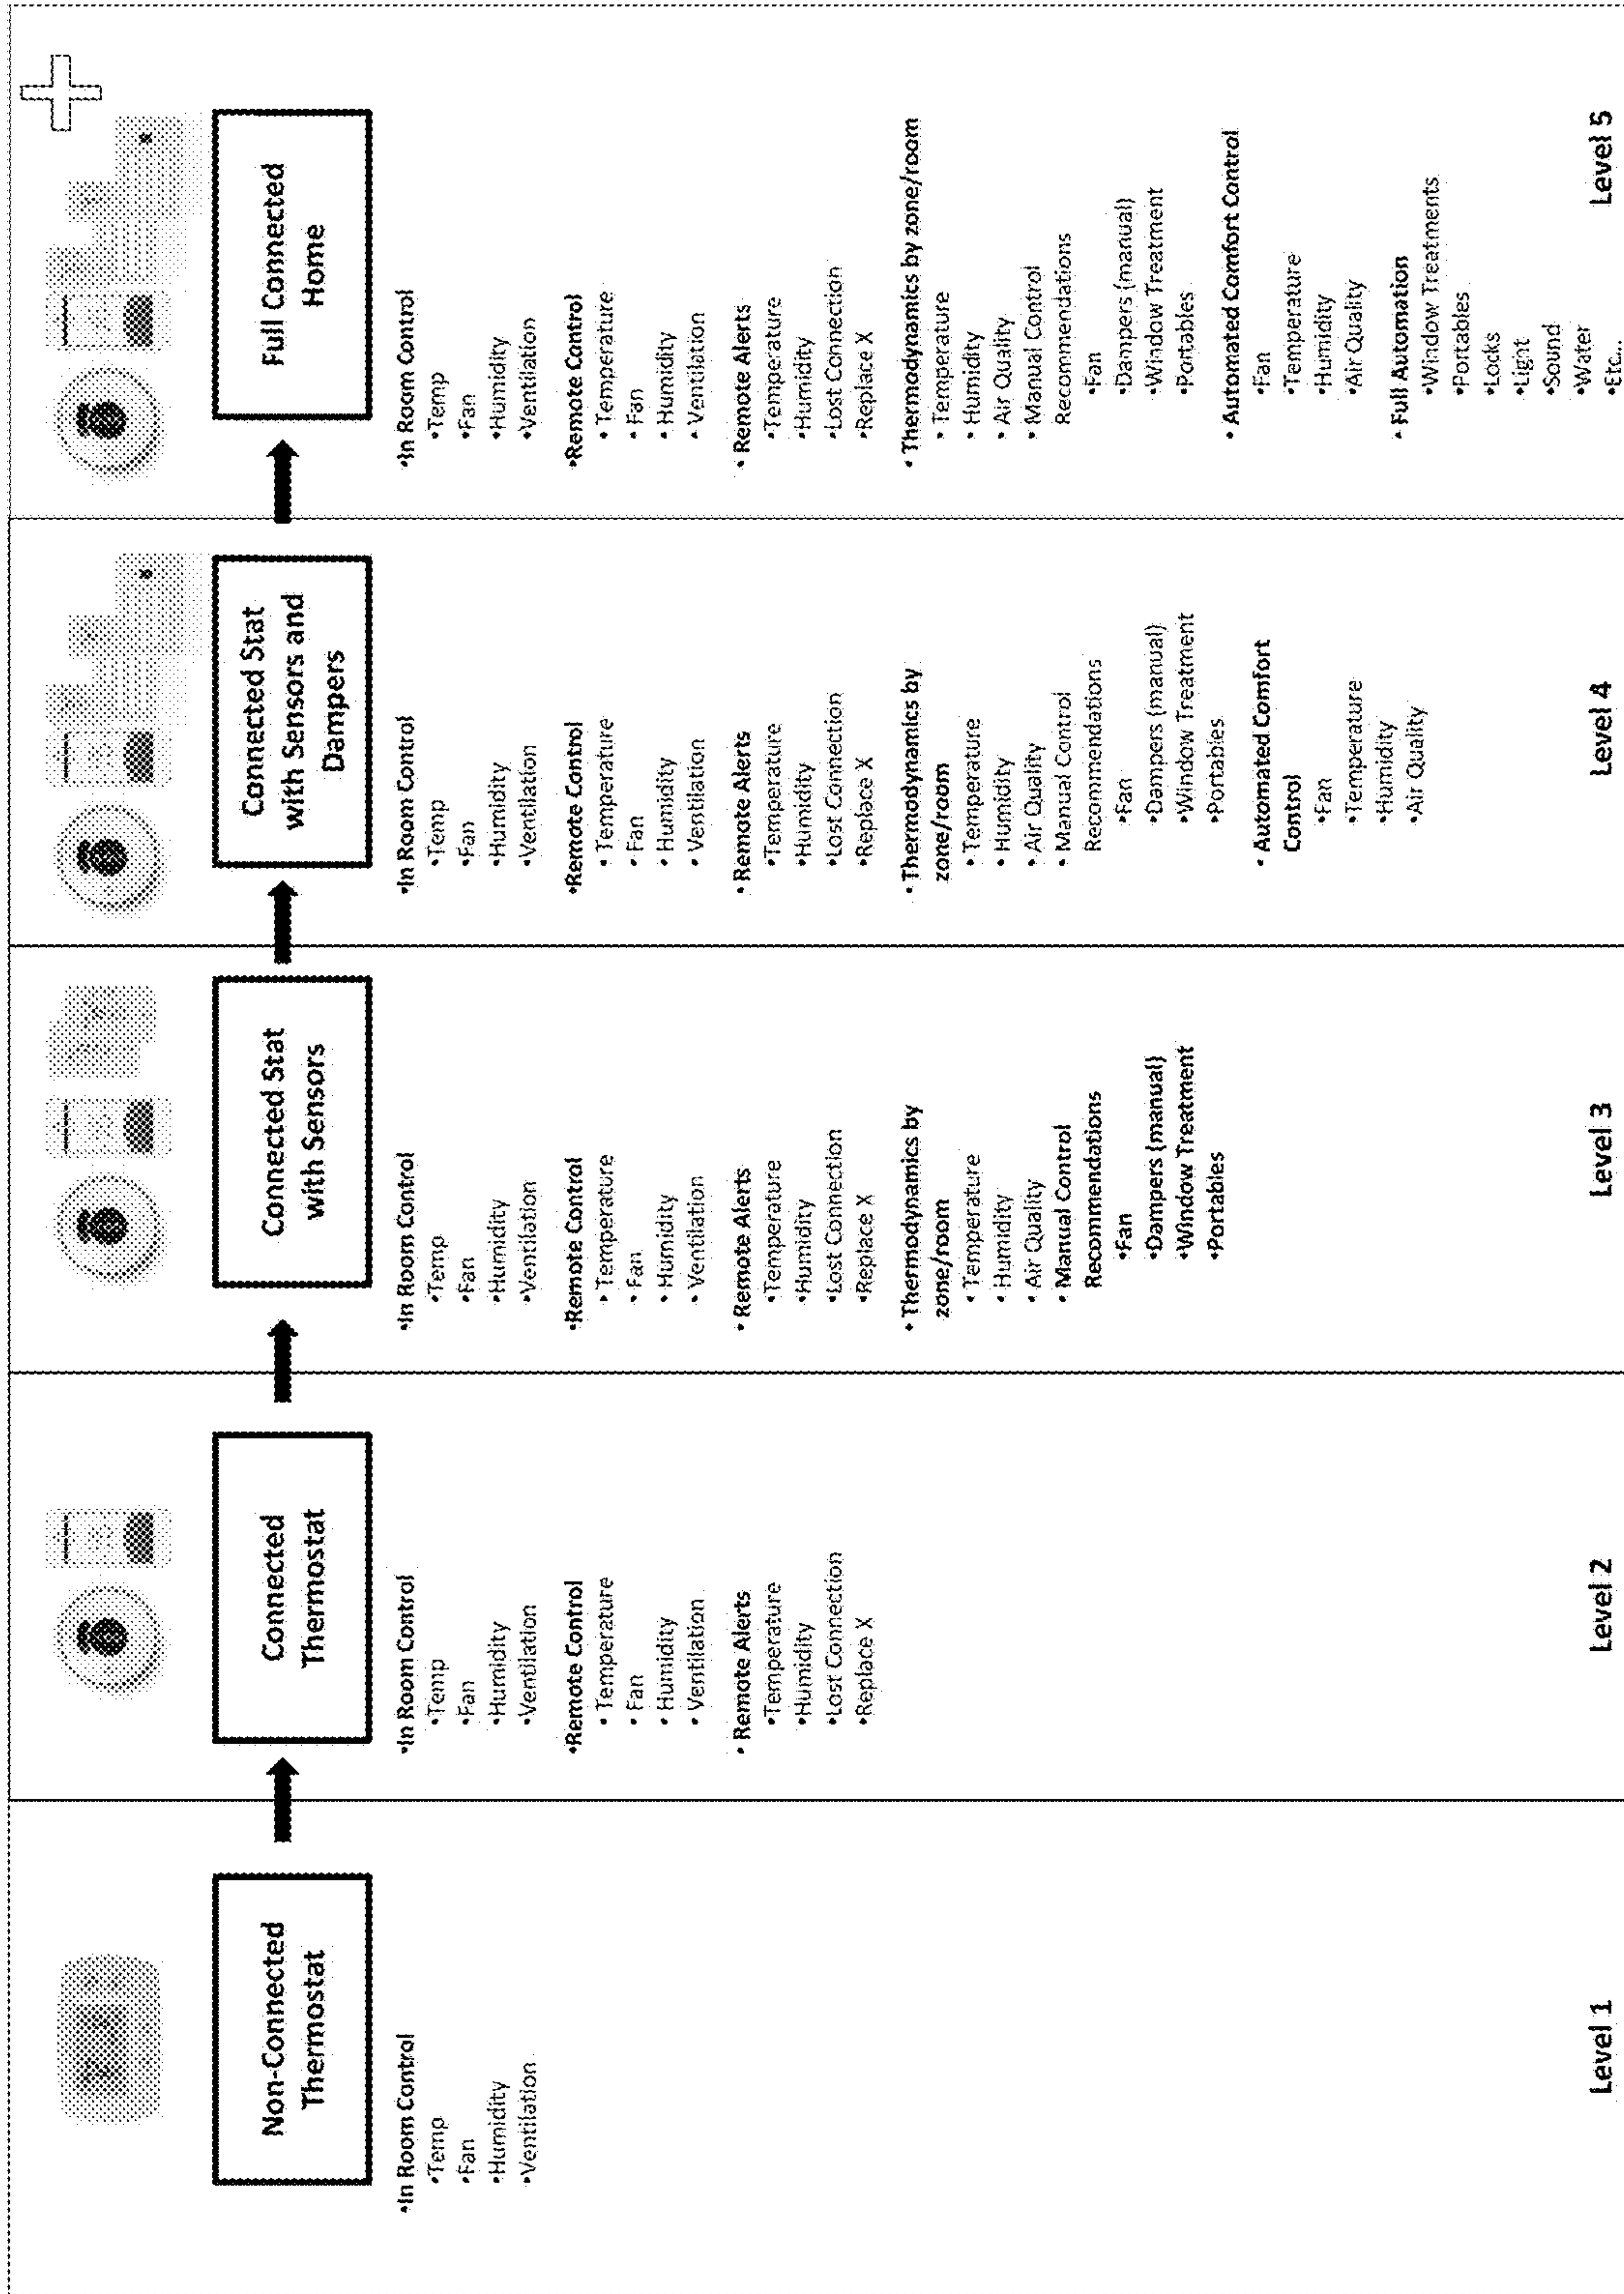 Non-Connected
Thermostat
•In Room Control
•Temp
•Fan
•Humidity
•Ventilation
Level 1
Connected
Thermostat
•In Room Control
•Temp
•Fan
•Humidity
•Ventilation
•Remote Control
• Temperature
• Fan
• Humidity
• Ventilation
• Remote Alerts
•Temperature
•Humidity
•Lost Connection
•Replace X
Level 2
Connected Stat
with Sensors
•In Room Control
•Temp
•Fan
•Humidity
•Ventilation
•Remote Control
• Temperature
• Fan
• Humidity
• Ventilation
• Remote Alerts
•Temperature
•Humidity
•Lost Connection
•Replace X
• Thermodynamics by
zone/room
• Temperature
• Humidity
• Air Quality
• Manual Control
Recommendations
•Fan
•Dampers (manual)
•Window Treatment
•Portables
Level 3
Connected Stat
with Sensors and
Dampers
•In Room Control
•Temp
•Fan
•Humidity
•Ventilation
•Remote Control
• Temperature
• Fan
• Humidity
• Ventilation
• Remote Alerts
•Temperature
•Humidity
•Lost Connection
•Replace X
• Thermodynamics by
zone/room
• Temperature
• Humidity
• Air Quality
• Manual Control
Recommendations
•Fan
•Dampers (manual)
•Window Treatment
•Portables
• Automated Comfort
Control
•Fan
•Temperature
•Humidity
•Air Quality
Level 4
Full Connected
Home
•In Room Control
•Temp
•Fan
•Humidity
•Ventilation
•Remote Control
• Temperature
• Fan
• Humidity
• Ventilation
• Remote Alerts
•Temperature
•Humidity
•Lost Connection
•Replace X
• Thermodynamics by zone/room
• Temperature
• Humidity
• Air Quality
• Manual Control
Recommendations
•Fan
•Dampers (manual)
•Window Treatment
•Portables
• Automated Comfort Control
•Fan
•Temperature
•Humidity
•Air Quality
• Full Automation
•Window Treatments
•Portables
•Locks
•Light
•Sound
•Water
•Etc...
Level 5